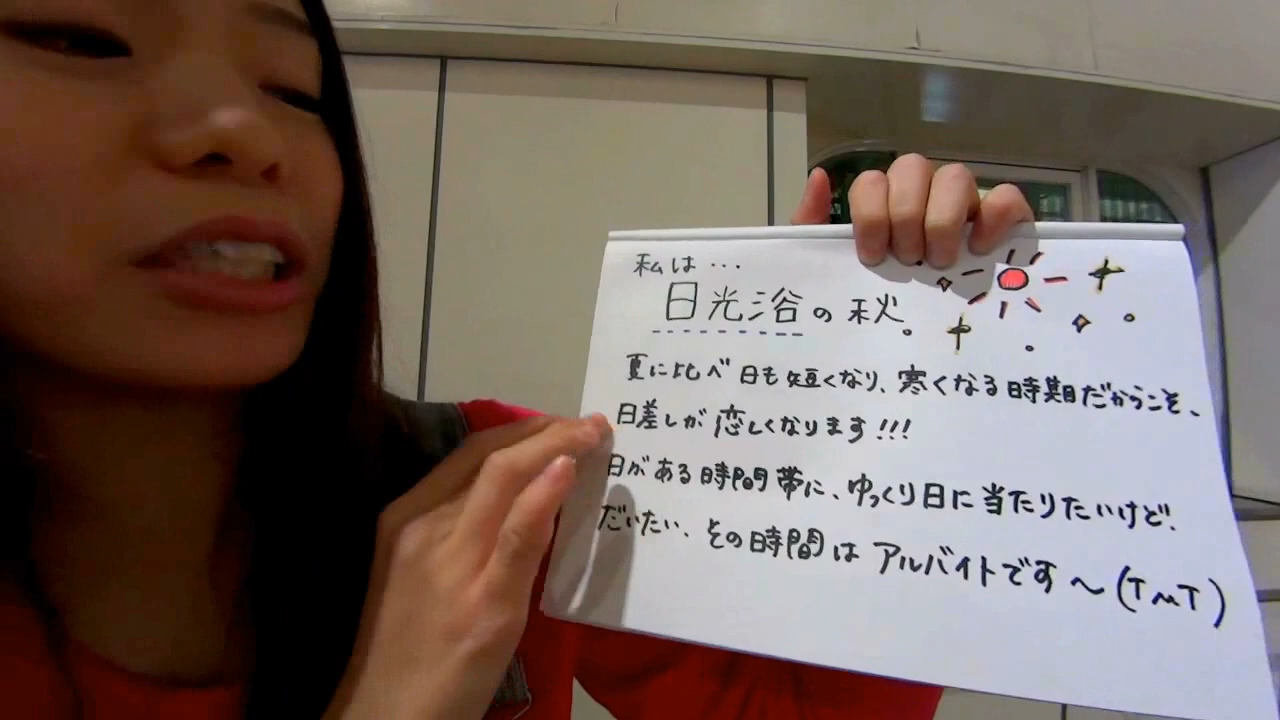 私は…
日光浴の秋。
夏に比べ日も短くなり、寒くなる時期だからこそ、
日差しが恋しくなります!!!
日がある時間帯に、ゆっくり日に当たりたいけど、
だいたい、その時間はアルバイトです〜(TmT)